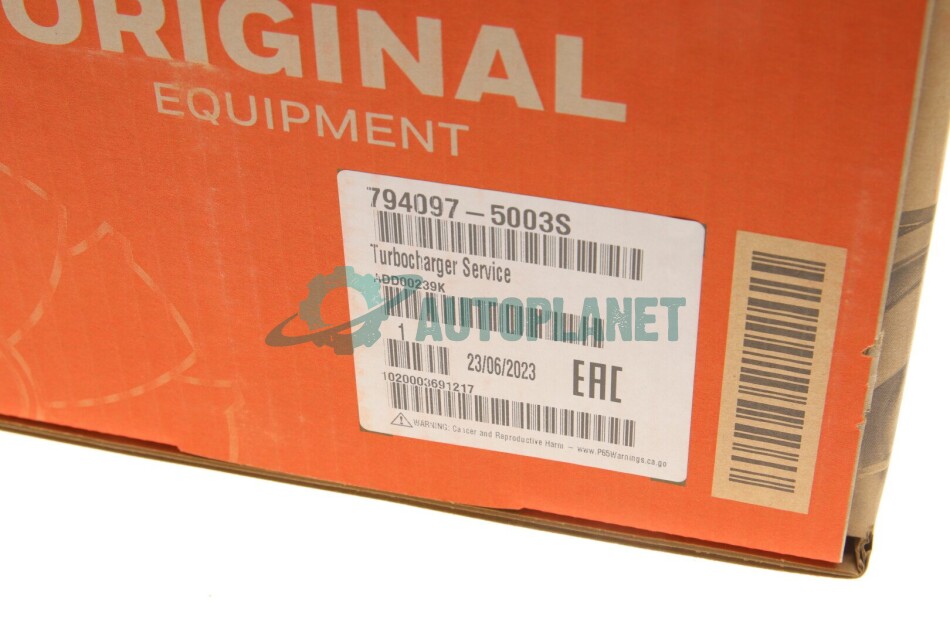 ORIGINAL
EQUIPMENT
794097-5003S
Turbocharger Service
ADD00239K
AUTOPLANET
1
23/06/2023
EAC
1020003691217
WARNING: Cancer and Reproductive Harm - www.P65Warnings.ca.go